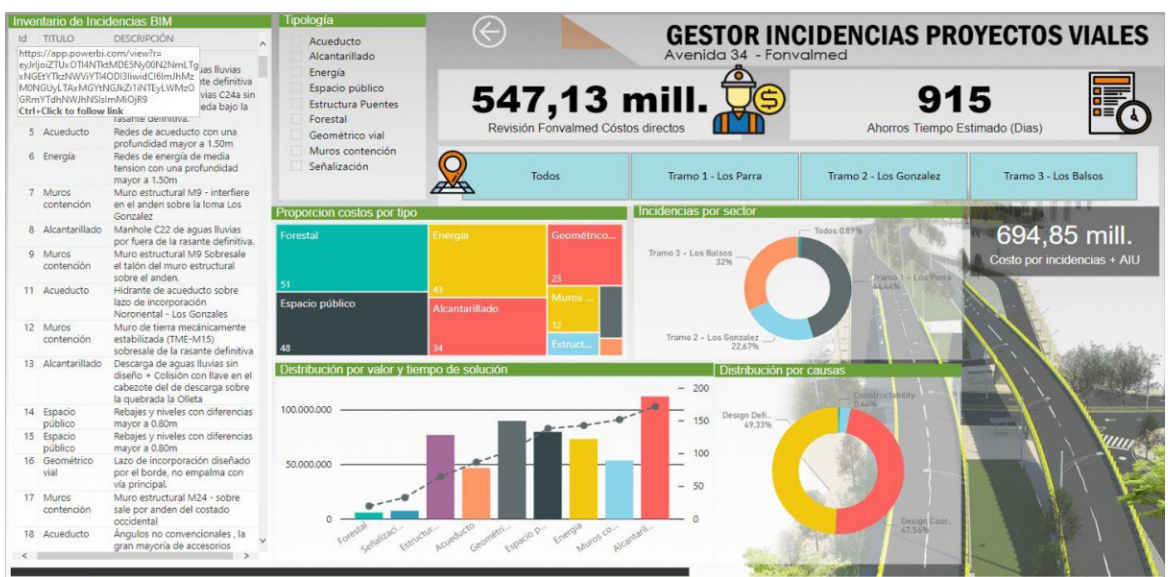 Inventario de Incidencias BIM
Id TITULO DESCRIPCIÓN
https://app.powerbi.com/view?r=
Ctrl+Click to follow link
uas lluvias
te definitiva
vias C24a sin
eda bajo la
rasante definitiva.
5 Acueducto Redes de acueducto con una
profundidad mayor a 1.50m
6 Energía Redes de energía de media
tension con una profundidad
mayor a 1.50m
7 Muros Muro estructural M9 - interfiere
contención en el anden sobre la loma Los
Gonzalez
8 Alcantarillado Manhole C22 de aguas lluvias
por fuera de la rasante definitiva.
9 Muros Muro estructural M9 Sobresale
contención el talón del muro estructural
sobre el anden.
11 Acueducto Hidrante de acueducto sobre
lazo de incorporación
Nororiental - Los Gonzales
12 Muros Muro de tierra mecánicamente
contención estabilizada (TME-M15)
sobresale de la rasante definitiva
13 Alcantarillado Descarga de aguas lluvias sin
diseño + Colisión con llave en el
cabezote del de descarga sobre
la quebrada la Olleta
14 Espacio Rebajes y niveles con diferencias
público mayor a 0.80m
15 Espacio Rebajes y niveles con diferencias
público mayor a 0.80m
16 Geométrico Lazo de incorporación diseñado
vial por el borde, no empalma con
vía principal.
17 Muros Muro estructural M24 - sobre
contención sale por anden del costado
occidental
18 Acueducto Ángulos no convencionales , la
gran mayoría de accesorios
Tipología
Acueducto
Alcantarillado
Energía
Espacio público
Estructura Puentes
Forestal
Geométrico vial
Muros contención
Señalización
GESTOR INCIDENCIAS PROYECTOS VIALES
Avenida 34 - Fonvalmed
547,13 mill.
Revisión Fonvalmed Cóstos directos
915
Ahorros Tiempo Estimado (Dias)
Todos
Tramo 1 - Los Parra
Tramo 2 - Los Gonzalez
Tramo 3 - Los Balsos
Proporcion costos por tipo
Forestal
51
Espacio público
48
Energía
43
Alcantarillado
34
Geométrico...
23
Muros ...
12
Estruct...
Incidencias por sector
Todos 0.89%
Tramo 3 - Los Balsos
32%
Tramo 1 - Los Parra
44.44%
Tramo 2 - Los Gonzalez
22.67%
694,85 mill.
Costo por incidencias + AIU
Distribución por valor y tiempo de solución
100.000.000
50.000.000
0
200
150
100
50
0
Forestal
Señalizaci...
Estructur...
Acueducto
Geométri...
Espacio p...
Energía
Muros co...
Alcantaril...
Distribución por causas
Constructability
0.44%
Design Defi...
49,33%
Design Coor...
47,56%